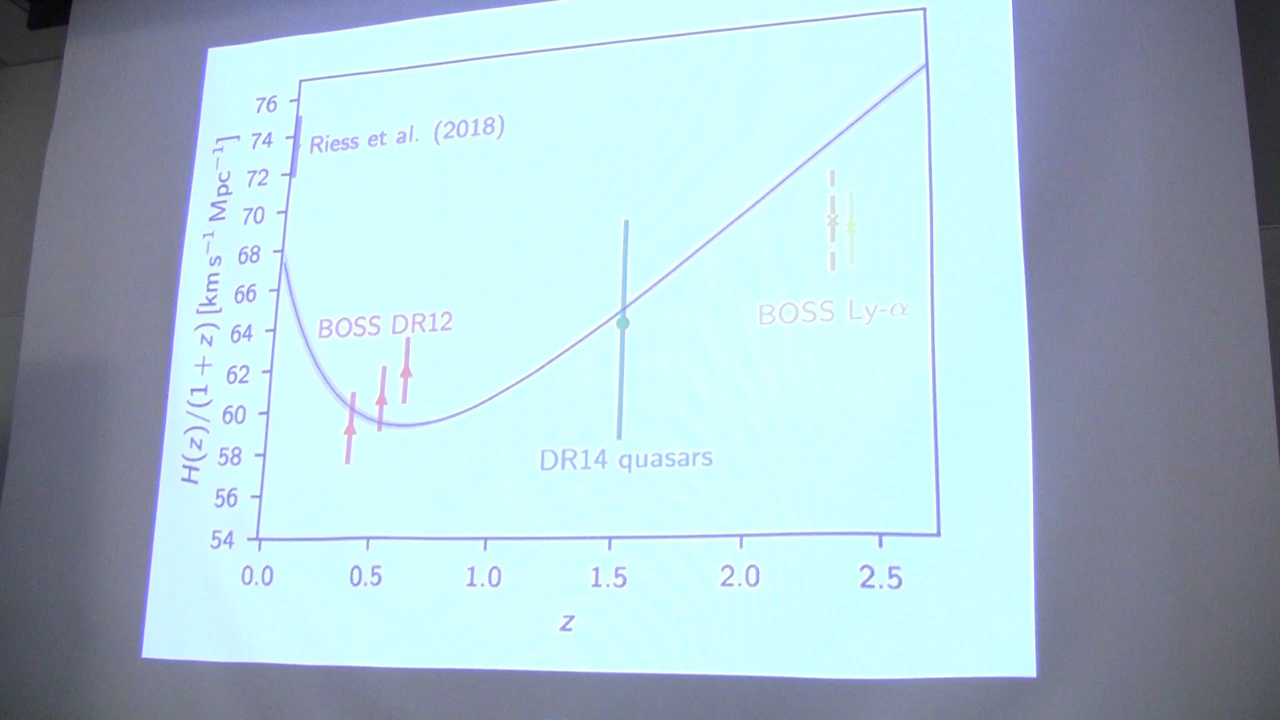 76
74
72
70
68
66
64
62
60
58
56
54
H(z)/(1 + z) [km s⁻¹ Mpc⁻¹]
Riess et al. (2018)
BOSS DR12
BOSS Ly-α
DR14 quasars
0.0 0.5 1.0 1.5 2.0 2.5
z